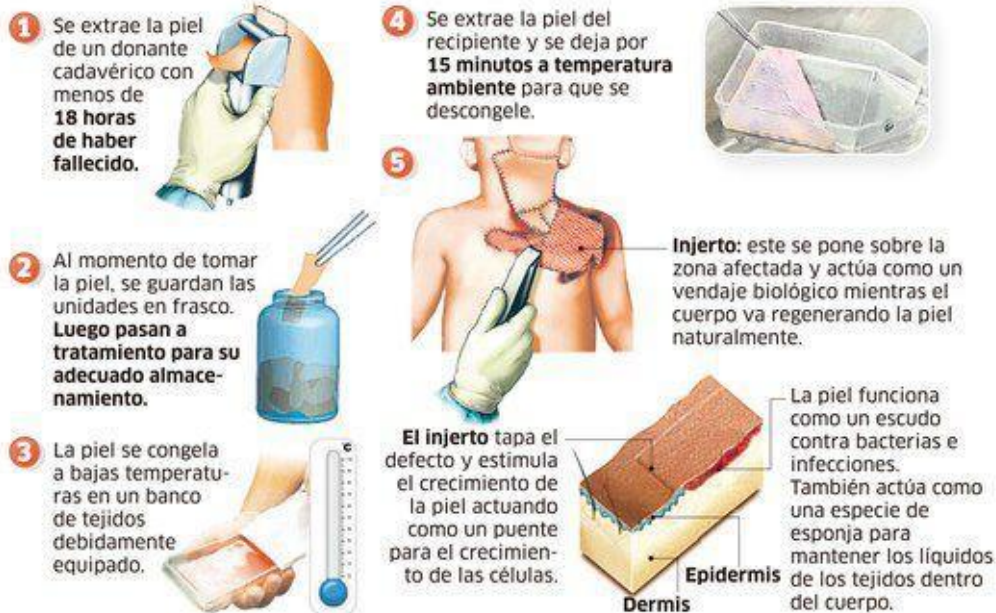 1
Se extrae la piel
de un donante
cadavérico con
menos de
18 horas
de haber
fallecido.
2
Al momento de tomar
la piel, se guardan las
unidades en frasco.
Luego pasan a
tratamiento para su
adecuado almace-
namiento.
3
La piel se congela
a bajas temperatu-
ras en un banco
de tejidos
debidamente
equipado.
C
4
Se extrae la piel del
recipiente y se deja por
15 minutos a temperatura
ambiente para que se
descongele.
5
Injerto: este se pone sobre la
zona afectada y actúa como un
vendaje biológico mientras el
cuerpo va regenerando la piel
naturalmente.
El injerto tapa el
defecto y estimula
el crecimiento de
la piel actuando
como un puente
para el crecimien-
to de las células.
Dermis
Epidermis
La piel funciona
como un escudo
contra bacterias e
infecciones.
También actúa como
una especie de
esponja para
mantener los líquidos
de los tejidos dentro
del cuerpo.